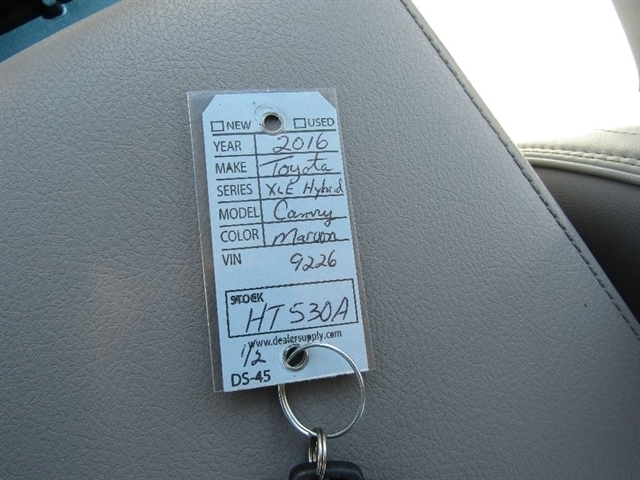 ☐ NEW ☐ USED
YEAR 2016
MAKE Toyota
SERIES XLE Hybrid
MODEL Camry
COLOR Maroon
VIN 9226
STOCK
HT530A
www.dealersupply.com
1/2
DS-45